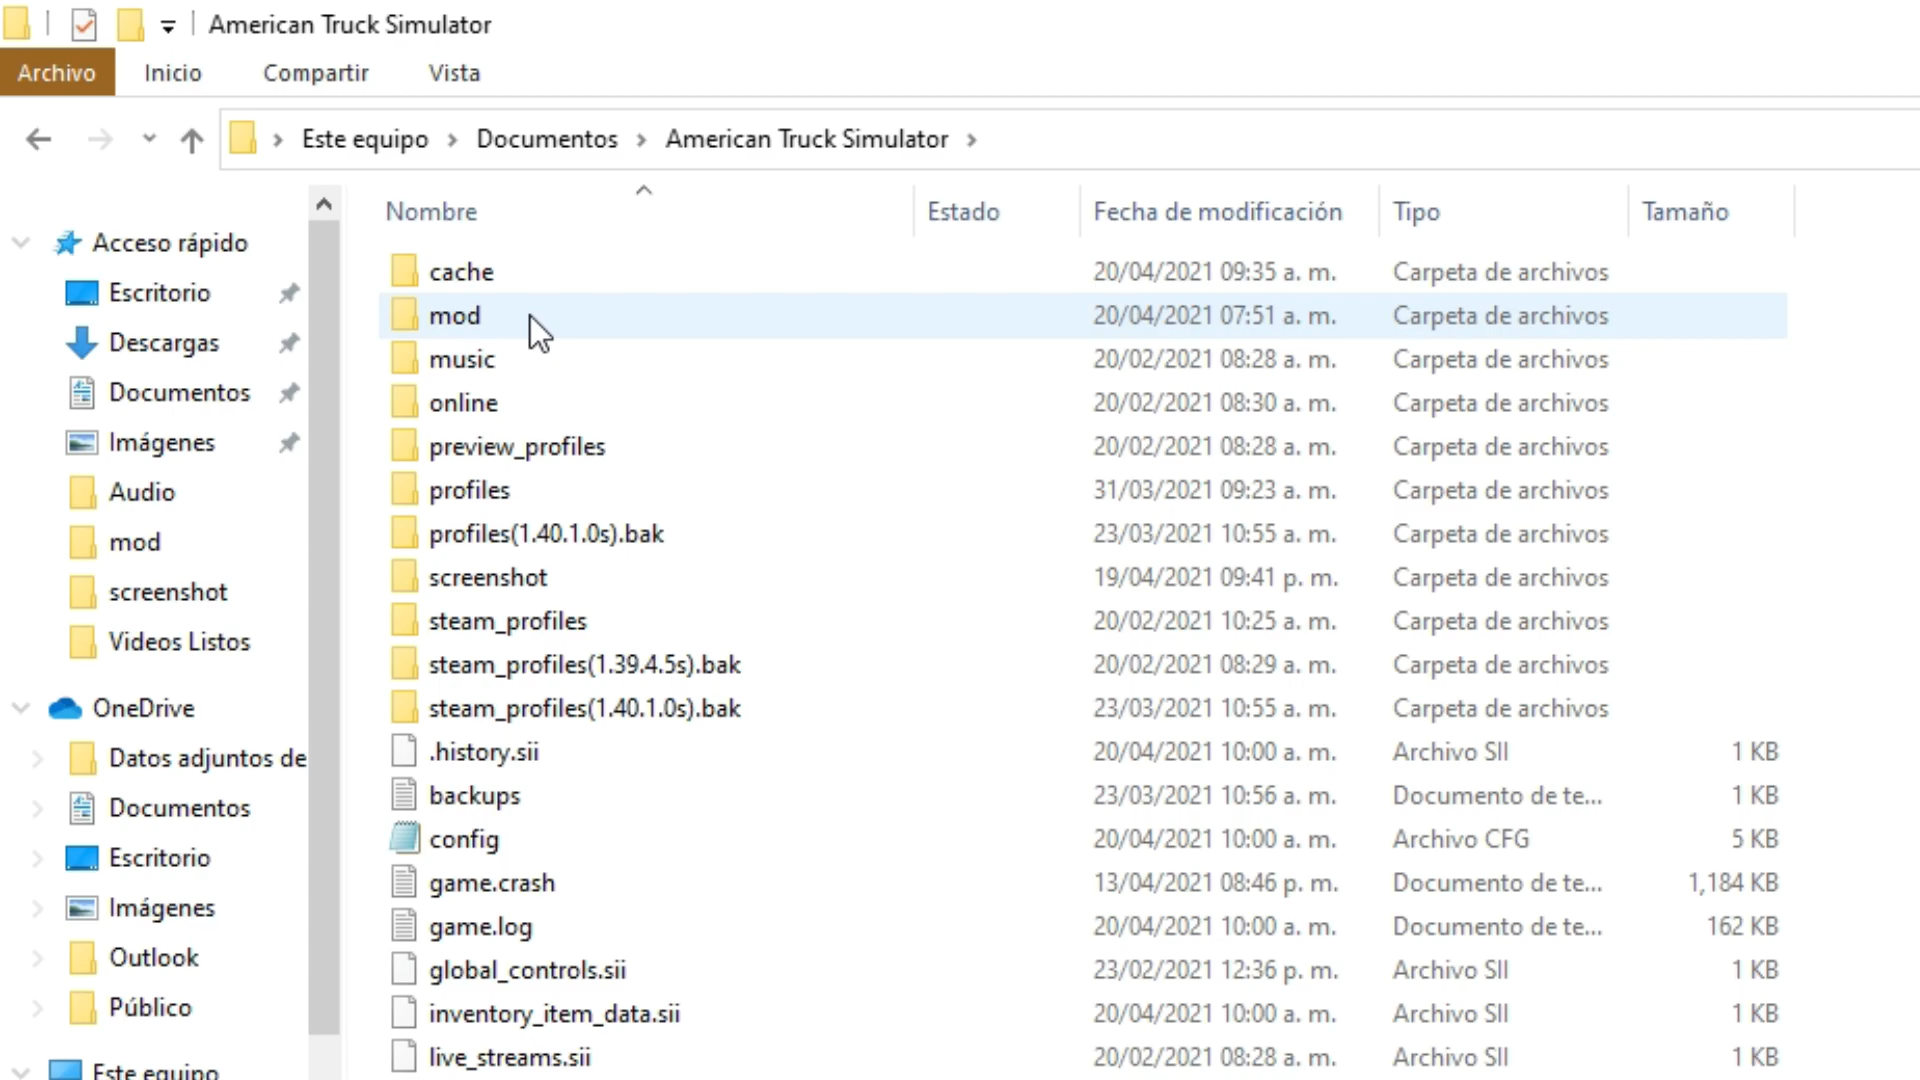 American Truck Simulator
Archivo Inicio Compartir Vista
Este equipo Documentos American Truck Simulator
Nombre Estado Fecha de modificación Tipo Tamaño
Acceso rápido
Escritorio
Descargas
Documentos
Imágenes
Audio
mod
screenshot
Videos Listos
OneDrive
Datos adjuntos de
Documentos
Escritorio
Imágenes
Outlook
Público
Este equipo
cache 20/04/2021 09:35 a. m. Carpeta de archivos
mod 20/04/2021 07:51 a. m. Carpeta de archivos
music 20/02/2021 08:28 a. m. Carpeta de archivos
online 20/02/2021 08:30 a. m. Carpeta de archivos
preview_profiles 20/02/2021 08:28 a. m. Carpeta de archivos
profiles 31/03/2021 09:23 a. m. Carpeta de archivos
profiles(1.40.1.0s).bak 23/03/2021 10:55 a. m. Carpeta de archivos
screenshot 19/04/2021 09:41 p. m. Carpeta de archivos
steam_profiles 20/02/2021 10:25 a. m. Carpeta de archivos
steam_profiles(1.39.4.5s).bak 20/02/2021 08:29 a. m. Carpeta de archivos
steam_profiles(1.40.1.0s).bak 23/03/2021 10:55 a. m. Carpeta de archivos
.history.sii 20/04/2021 10:00 a. m. Archivo SII 1 KB
backups 23/03/2021 10:56 a. m. Documento de te... 1 KB
config 20/04/2021 10:00 a. m. Archivo CFG 5 KB
game.crash 13/04/2021 08:46 p. m. Documento de te... 1,184 KB
game.log 20/04/2021 10:00 a. m. Documento de te... 162 KB
global_controls.sii 23/02/2021 12:36 p. m. Archivo SII 1 KB
inventory_item_data.sii 20/04/2021 10:00 a. m. Archivo SII 1 KB
live_streams.sii 20/02/2021 08:28 a. m. Archivo SII 1 KB